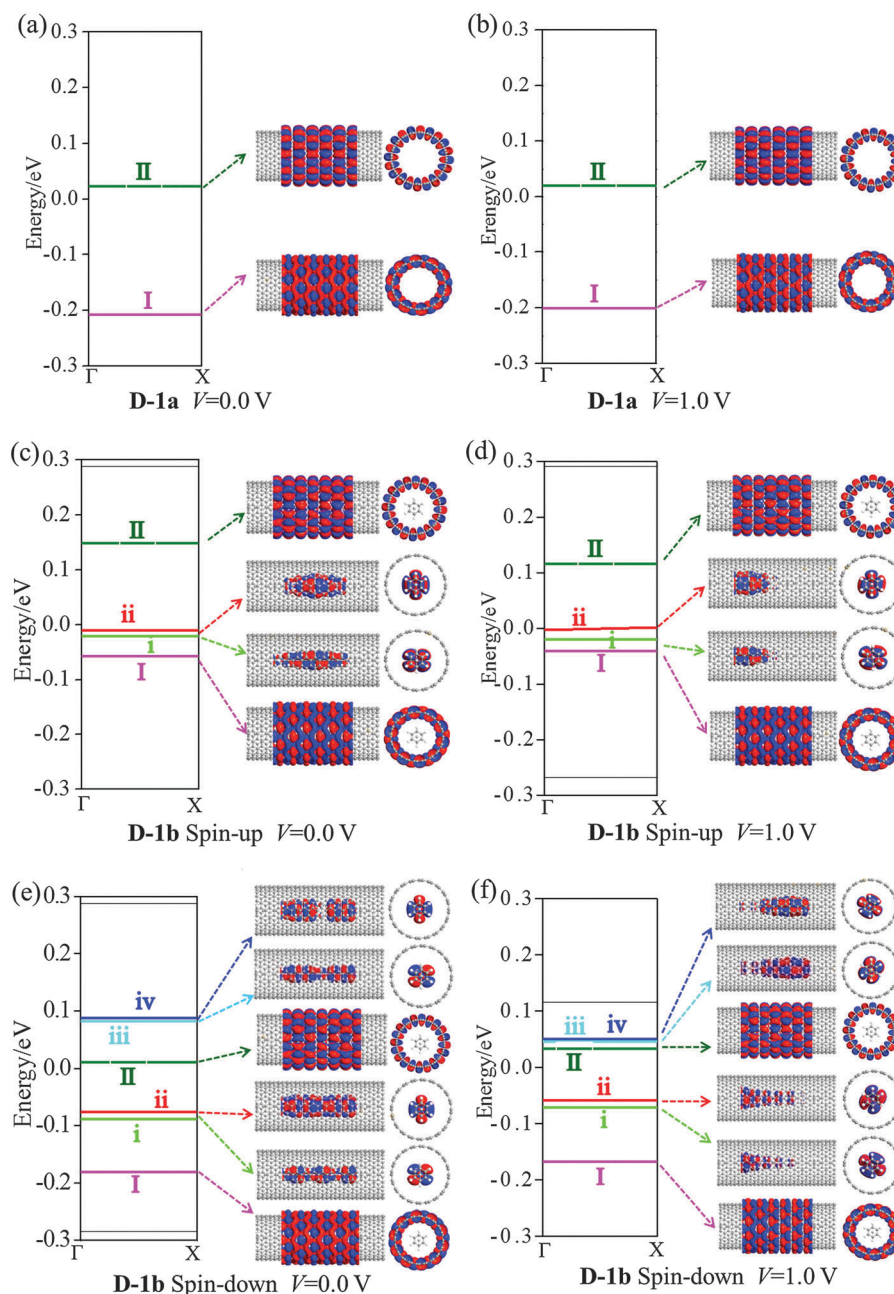 (a)
0.3
0.2
0.1
0.0
-0.1
-0.2
-0.3
Energy/eV
II
I
Γ X
D-1a V=0.0 V
(b)
0.3
0.2
0.1
0.0
-0.1
-0.2
-0.3
Erengy/eV
II
I
Γ X
D-1a V=1.0 V
(c)
0.3
0.2
0.1
0.0
-0.1
-0.2
-0.3
Energy/eV
II
ii
i
I
Γ X
D-1b Spin-up V=0.0 V
(d)
0.3
0.2
0.1
0.0
-0.1
-0.2
-0.3
Energy/eV
II
ii
i
I
Γ X
D-1b Spin-up V=1.0 V
(e)
0.3
0.2
0.1
0.0
-0.1
-0.2
-0.3
Energy/eV
iv
iii
II
ii
i
I
Γ X
D-1b Spin-down V=0.0 V
(f)
0.3
0.2
0.1
0.0
-0.1
-0.2
-0.3
Energy/eV
iii iv
II
ii
i
I
Γ X
D-1b Spin-down V=1.0 V